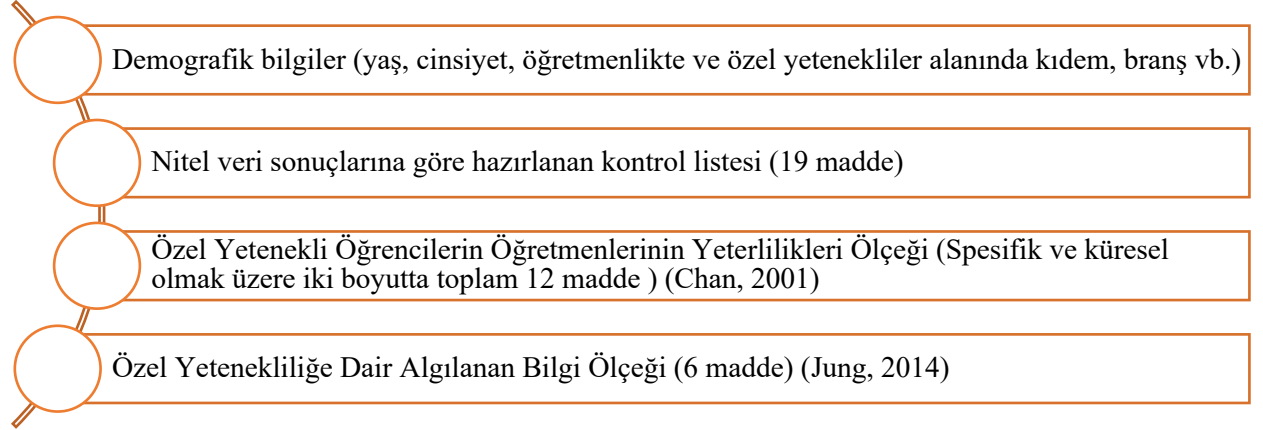 Demografik bilgiler (yaş, cinsiyet, öğretmenlikte ve özel yetenekliler alanında kıdem, branş vb.)
Nitel veri sonuçlarına göre hazırlanan kontrol listesi (19 madde)
Özel Yetenekli Öğrencilerin Öğretmenlerinin Yeterlilikleri Ölçeği (Spesifik ve küresel
olmak üzere iki boyutta toplam 12 madde ) (Chan, 2001)
Özel Yetenekliliğe Dair Algılanan Bilgi Ölçeği (6 madde) (Jung, 2014)